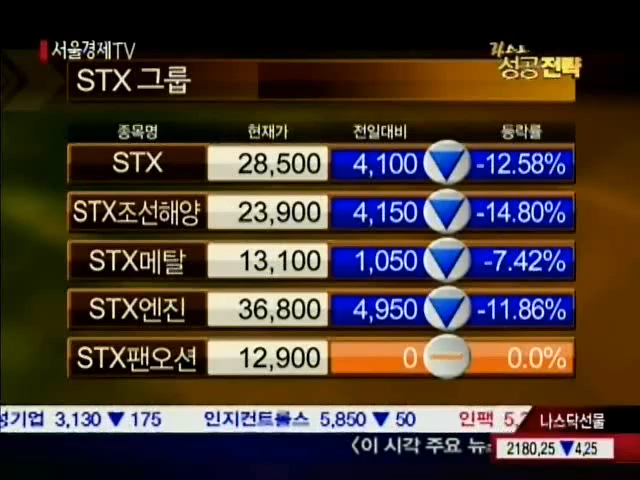 서울경제TV
성공전략
STX 그룹
종목명 현재가 전일대비 등락률
STX 28,500 4,100 ▼ -12.58%
STX조선해양 23,900 4,150 ▼ -14.80%
STX메탈 13,100 1,050 ▼ -7.42%
STX엔진 36,800 4,950 ▼ -11.86%
STX팬오션 12,900 0 – 0.0%
성기업 3,130 ▼ 175 인지컨트롤스 5,850 ▼ 50 인팩 5,
나스닥선물
〈이 시각 주요 뉴
2180,25 ▼4,25